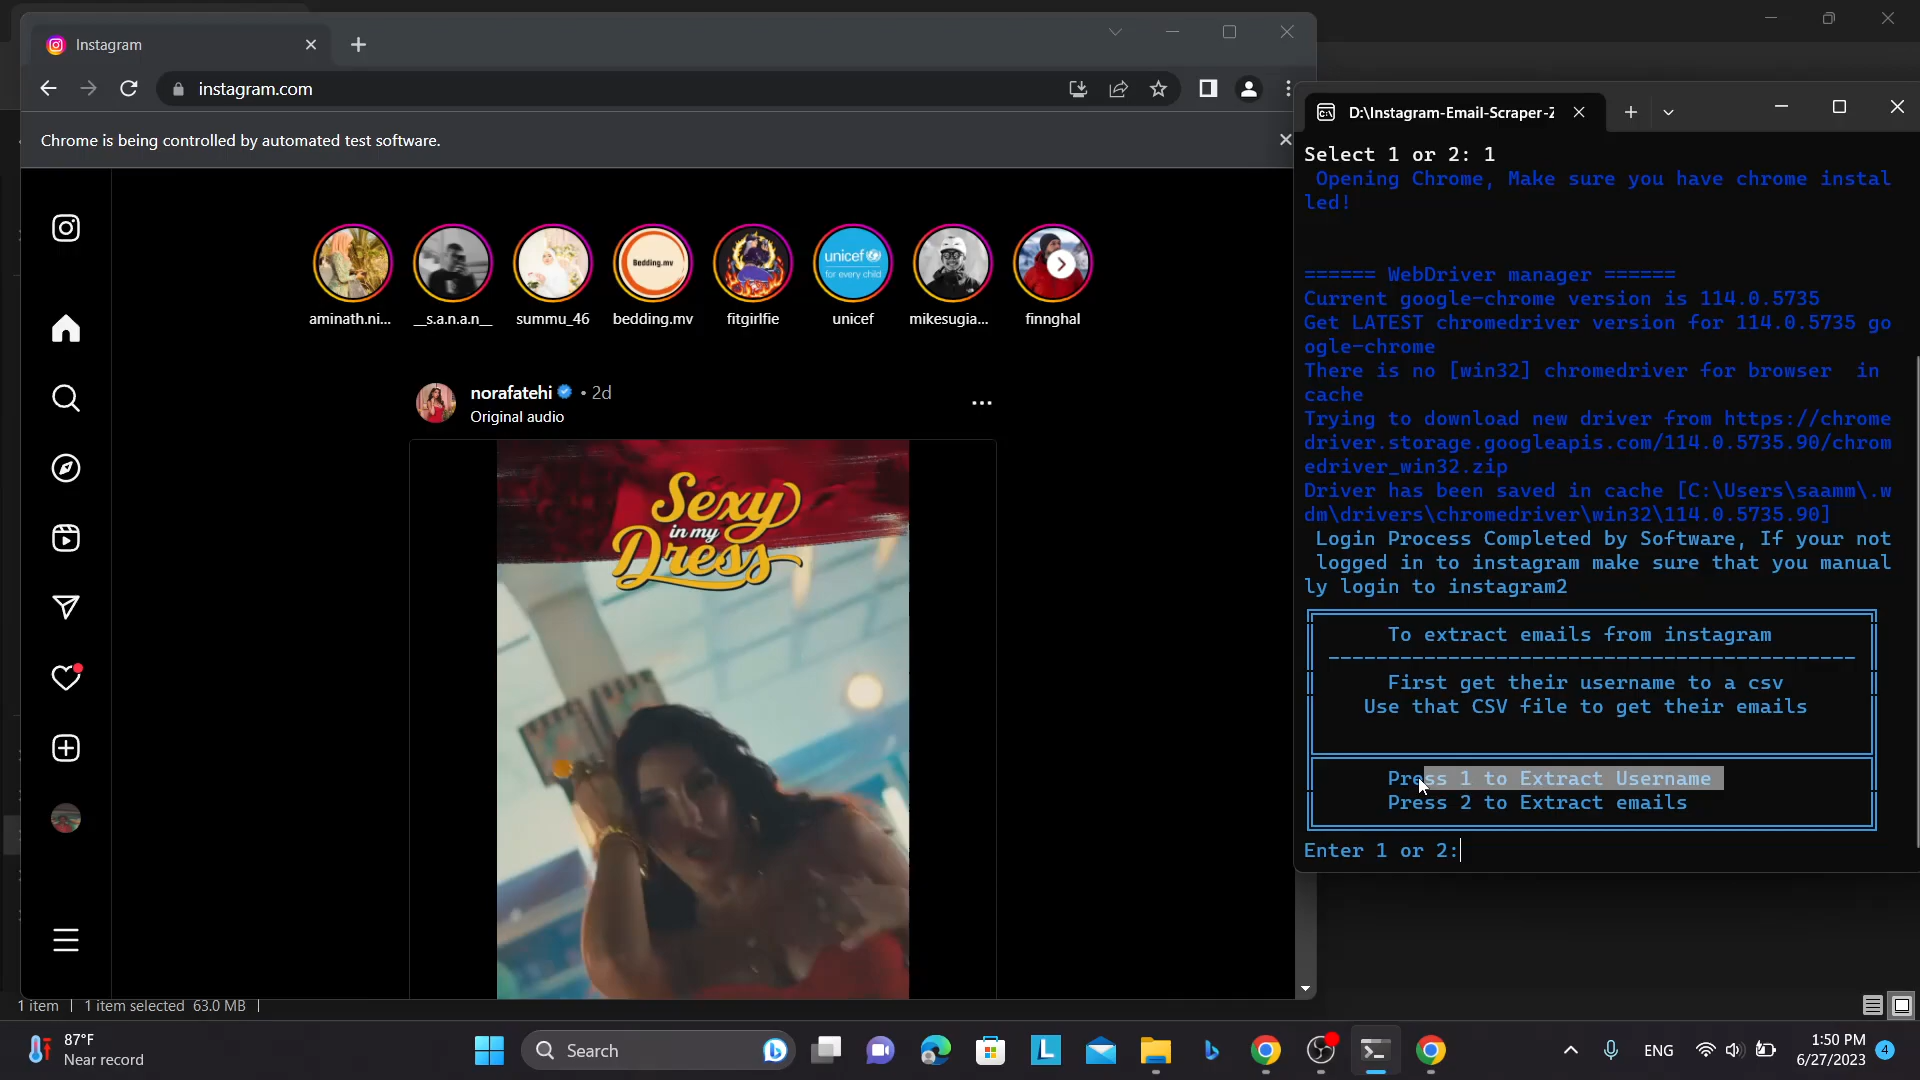 Instagram
instagram.com
Chrome is being controlled by automated test software.
aminath.ni...
__s.a.n.a.n__
summu_46
bedding.mv
fitgirlfie
unicef
mikesugia...
finnghal
Bedding.mv
unicef
for every child
norafatehi • 2d
Original audio
Sexy
in my
Dress
D:\Instagram-Email-Scraper-Z
Select 1 or 2: 1
Opening Chrome, Make sure you have chrome instal
led!
====== WebDriver manager ======
Current google-chrome version is 114.0.5735
Get LATEST chromedriver version for 114.0.5735 go
ogle-chrome
There is no [win32] chromedriver for browser  in
cache
Trying to download new driver from https://chrome
driver.storage.googleapis.com/114.0.5735.90/chrom
edriver_win32.zip
Driver has been saved in cache [C:\Users\saamm\.w
dm\drivers\chromedriver\win32\114.0.5735.90]
Login Process Completed by Software, If your not
logged in to instagram make sure that you manual
ly login to instagram2
To extract emails from instagram
--------------------------------------------
First get their username to a csv
Use that CSV file to get their emails
Press 1 to Extract Username
Press 2 to Extract emails
Enter 1 or 2:
1 item | 1 item selected 63.0 MB |
87°F
Near record
Search
ENG
1:50 PM
6/27/2023
4